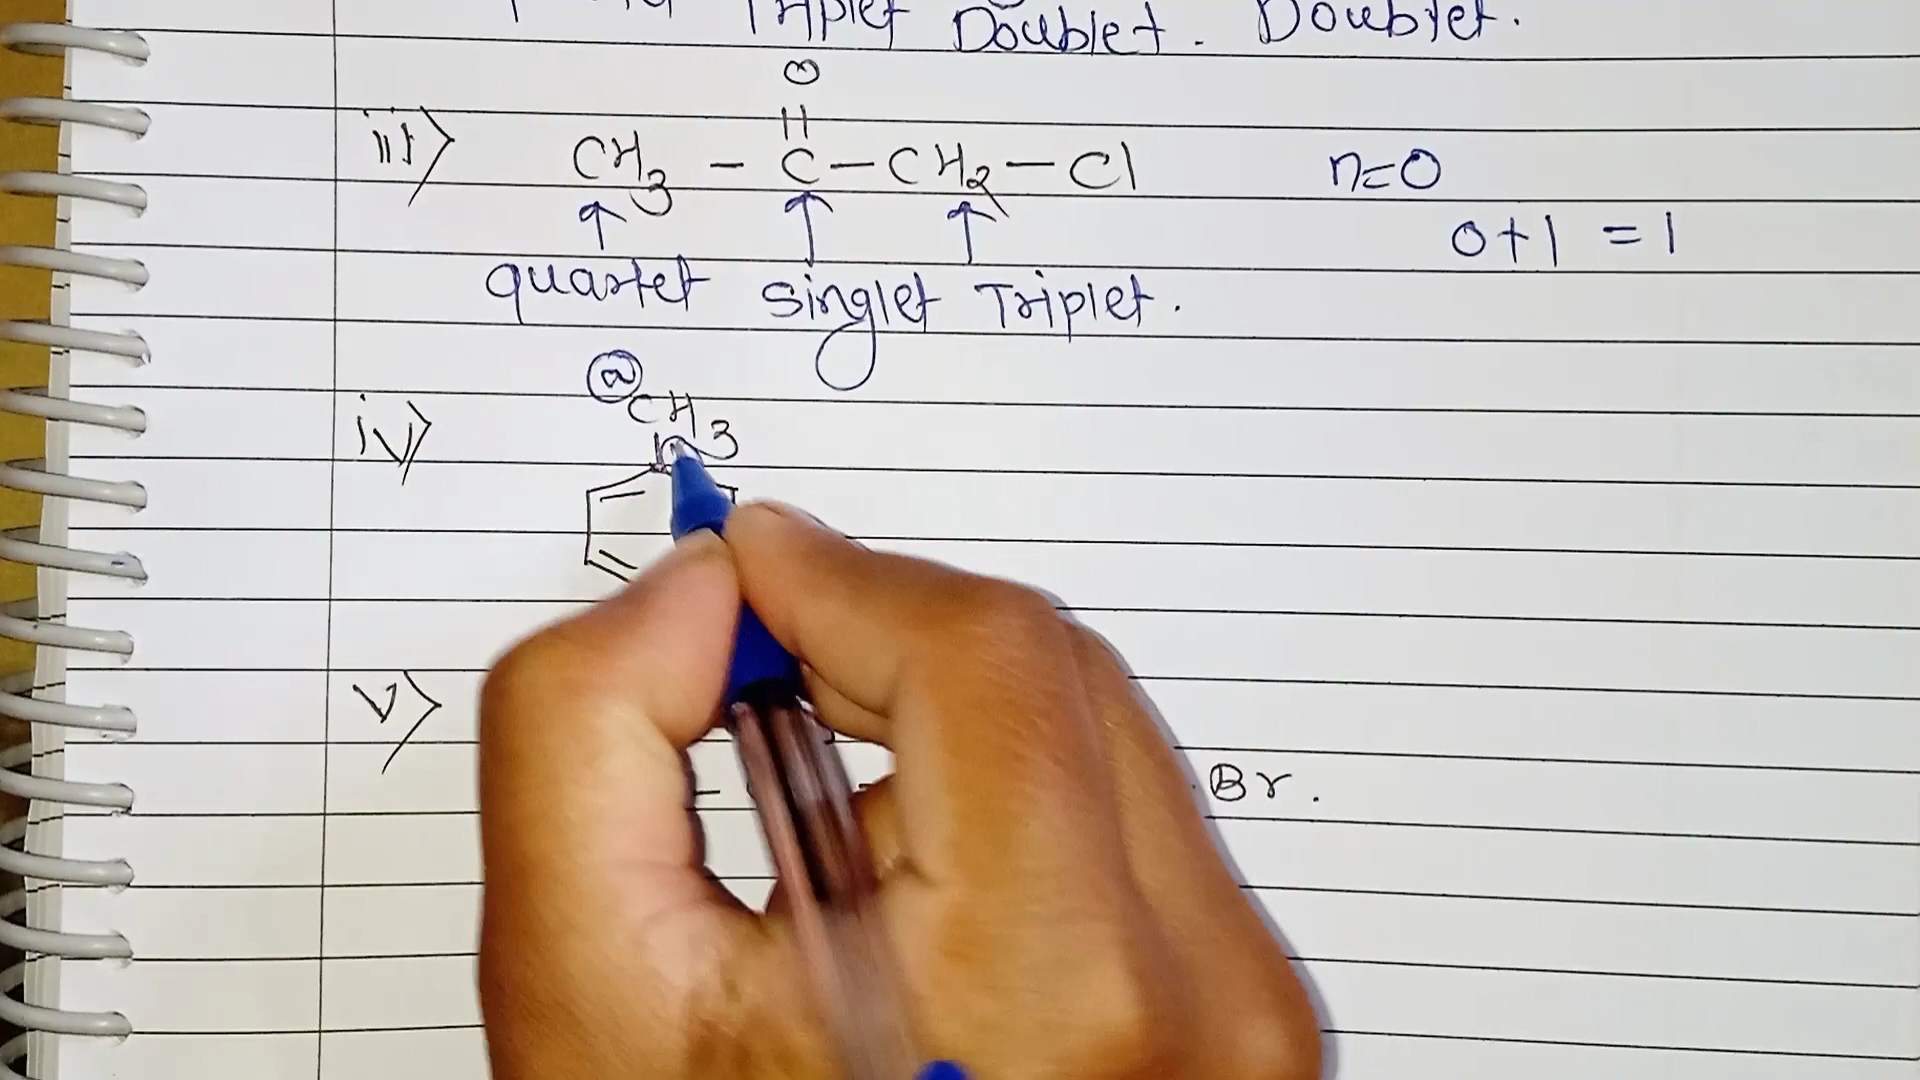 Triplet Doublet. Doublet.
O
||
iii) CH3 - C - CH2 - Cl n=0
0+1 = 1
quartet singlet Triplet.
a
iv) CH3
v)
Br.